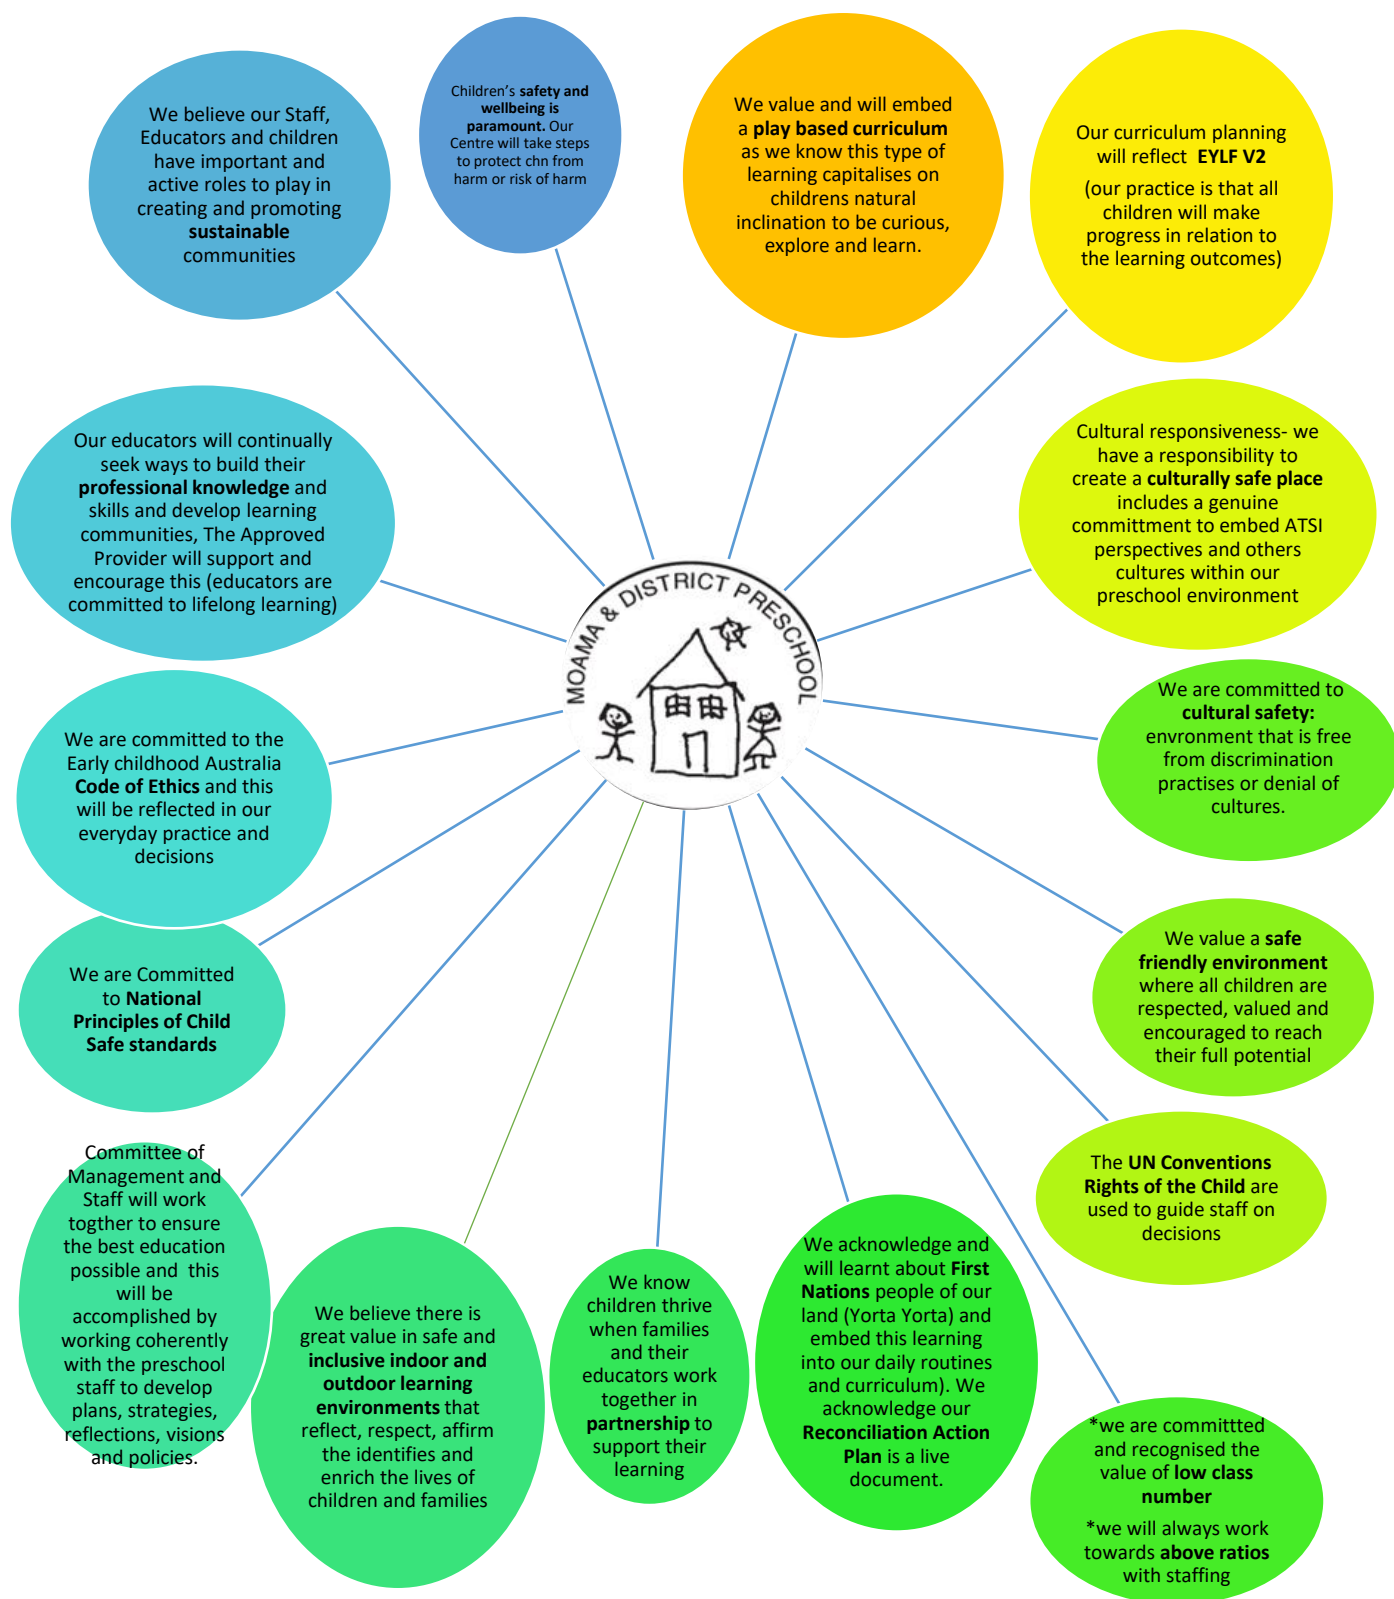 We believe our Staff,
Educators and children
have important and
active roles to play in
creating and promoting
sustainable
communities
Children's safety and
wellbeing is
paramount. Our
Centre will take steps
to protect chn from
harm or risk of harm
We value and will embed
a play based curriculum
as we know this type of
learning capitalises on
childrens natural
inclination to be curious,
explore and learn.
Our curriculum planning
will reflect EYLF V2
(our practice is that all
children will make
progress in relation to
the learning outcomes)
Cultural responsiveness- we
have a responsibility to
create a culturally safe place
includes a genuine
committment to embed ATSI
perspectives and others
cultures within our
preschool environment
We are committed to
cultural safety:
envronment that is free
from discrimination
practises or denial of
cultures.
We value a safe
friendly environment
where all children are
respected, valued and
encouraged to reach
their full potential
The UN Conventions
Rights of the Child are
used to guide staff on
decisions
*we are committted
and recognised the
value of low class
number
*we will always work
towards above ratios
with staffing
We acknowledge and
will learnt about First
Nations people of our
land (Yorta Yorta) and
embed this learning
into our daily routines
and curriculum). We
acknowledge our
Reconciliation Action
Plan is a live
document.
We know
children thrive
when families
and their
educators work
together in
partnership to
support their
learning
We believe there is
great value in safe and
inclusive indoor and
outdoor learning
environments that
reflect, respect, affirm
the identifies and
enrich the lives of
children and families
Committee of
Management and
Staff will work
togther to ensure
the best education
possible and this
will be
accomplished by
working coherently
with the preschool
staff to develop
plans, strategies,
reflections, visions
and policies.
We are Committed
to National
Principles of Child
Safe standards
We are committed to the
Early childhood Australia
Code of Ethics and this
will be reflected in our
everyday practice and
decisions
Our educators will continually
seek ways to build their
professional knowledge and
skills and develop learning
communities, The Approved
Provider will support and
encourage this (educators are
committed to lifelong learning)
MOAMA & DISTRICT PRESCHOOL